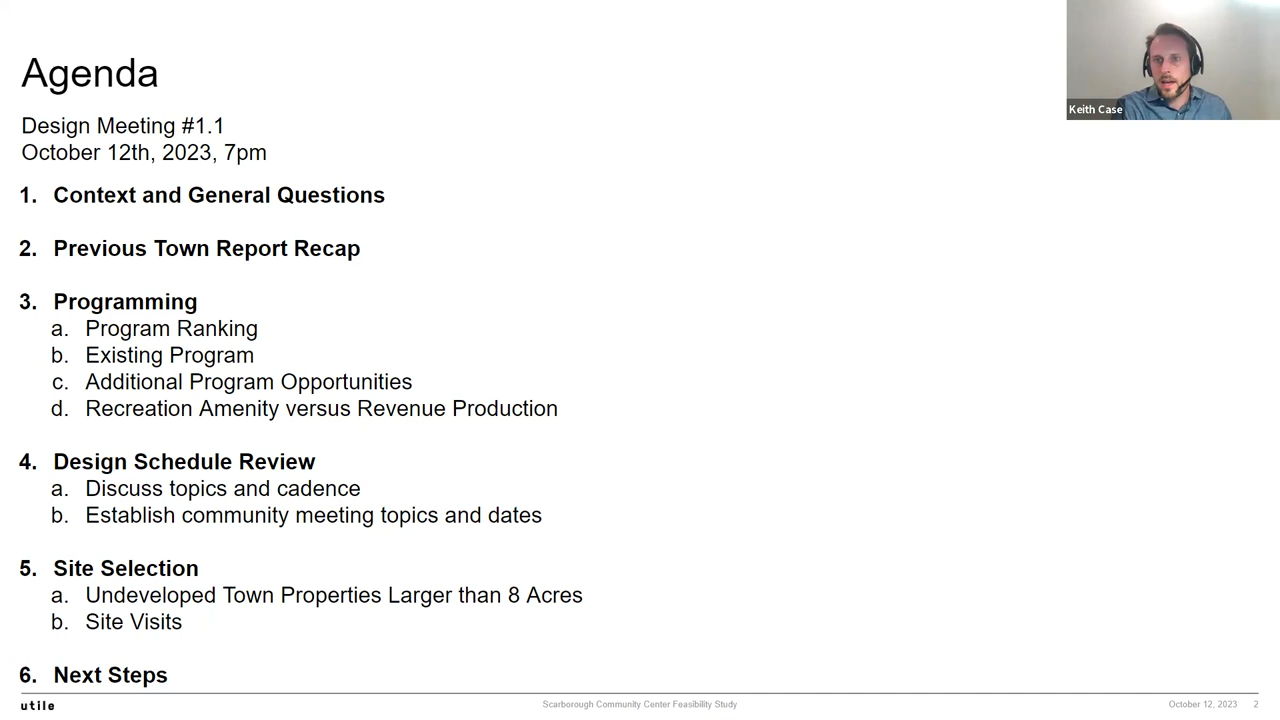 Agenda
Keith Case
Design Meeting #1.1
October 12th, 2023, 7pm
1. Context and General Questions
2. Previous Town Report Recap
3. Programming
a. Program Ranking
b. Existing Program
c. Additional Program Opportunities
d. Recreation Amenity versus Revenue Production
4. Design Schedule Review
a. Discuss topics and cadence
b. Establish community meeting topics and dates
5. Site Selection
a. Undeveloped Town Properties Larger than 8 Acres
b. Site Visits
6. Next Steps
utile Scarborough Community Center Feasibility Study October 12, 2023 2